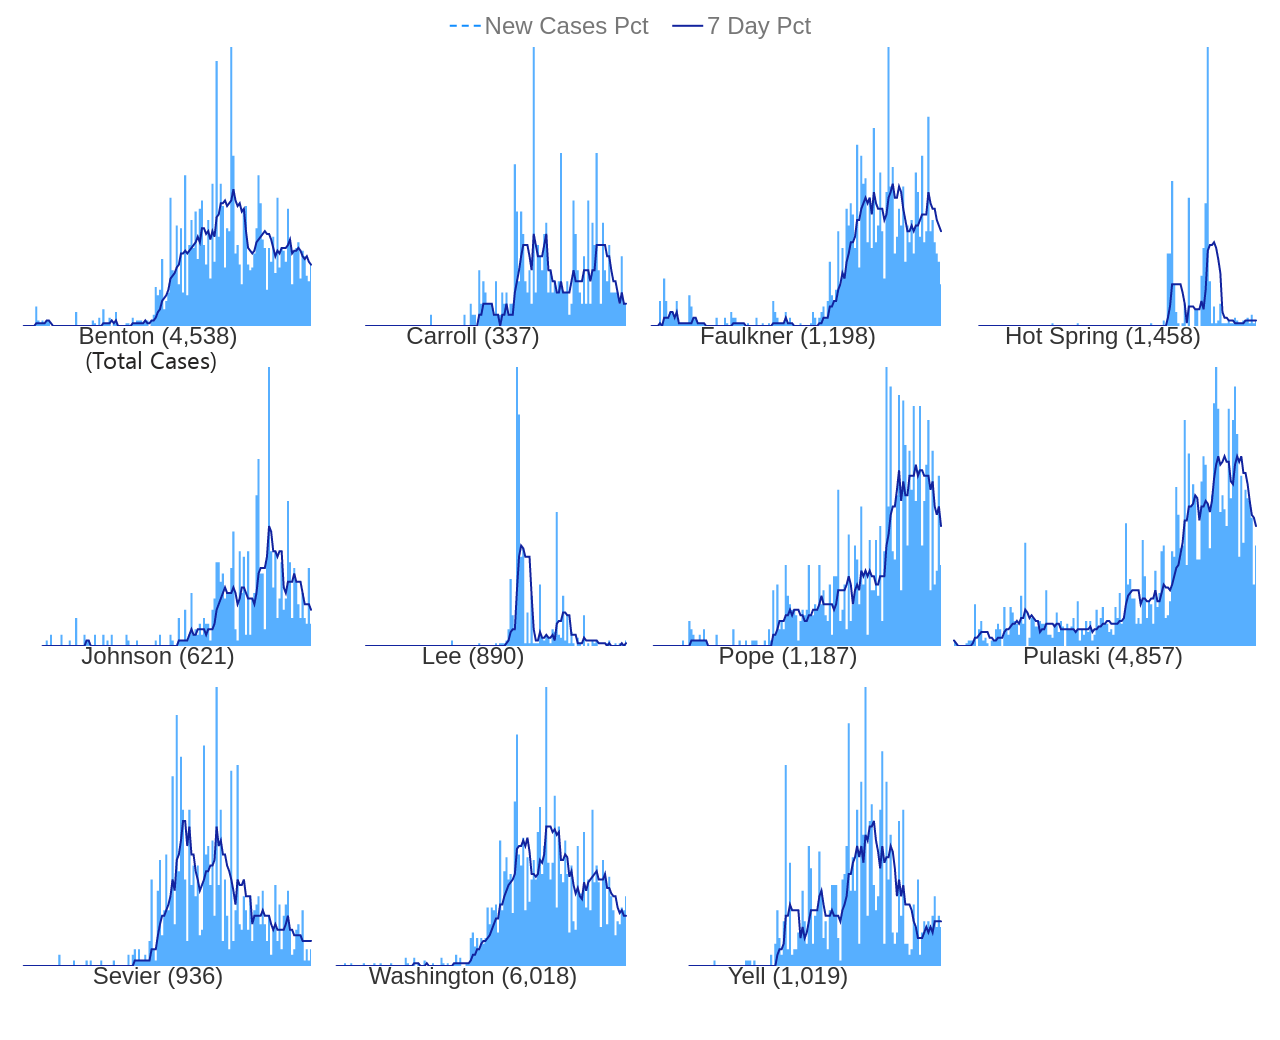 New Cases Pct 7 Day Pct
Benton (4,538) Carroll (337) Faulkner (1,198) Hot Spring (1,458)
(Total Cases)
Johnson (621) Lee (890) Pope (1,187) Pulaski (4,857)
Sevier (936) Washington (6,018) Yell (1,019)